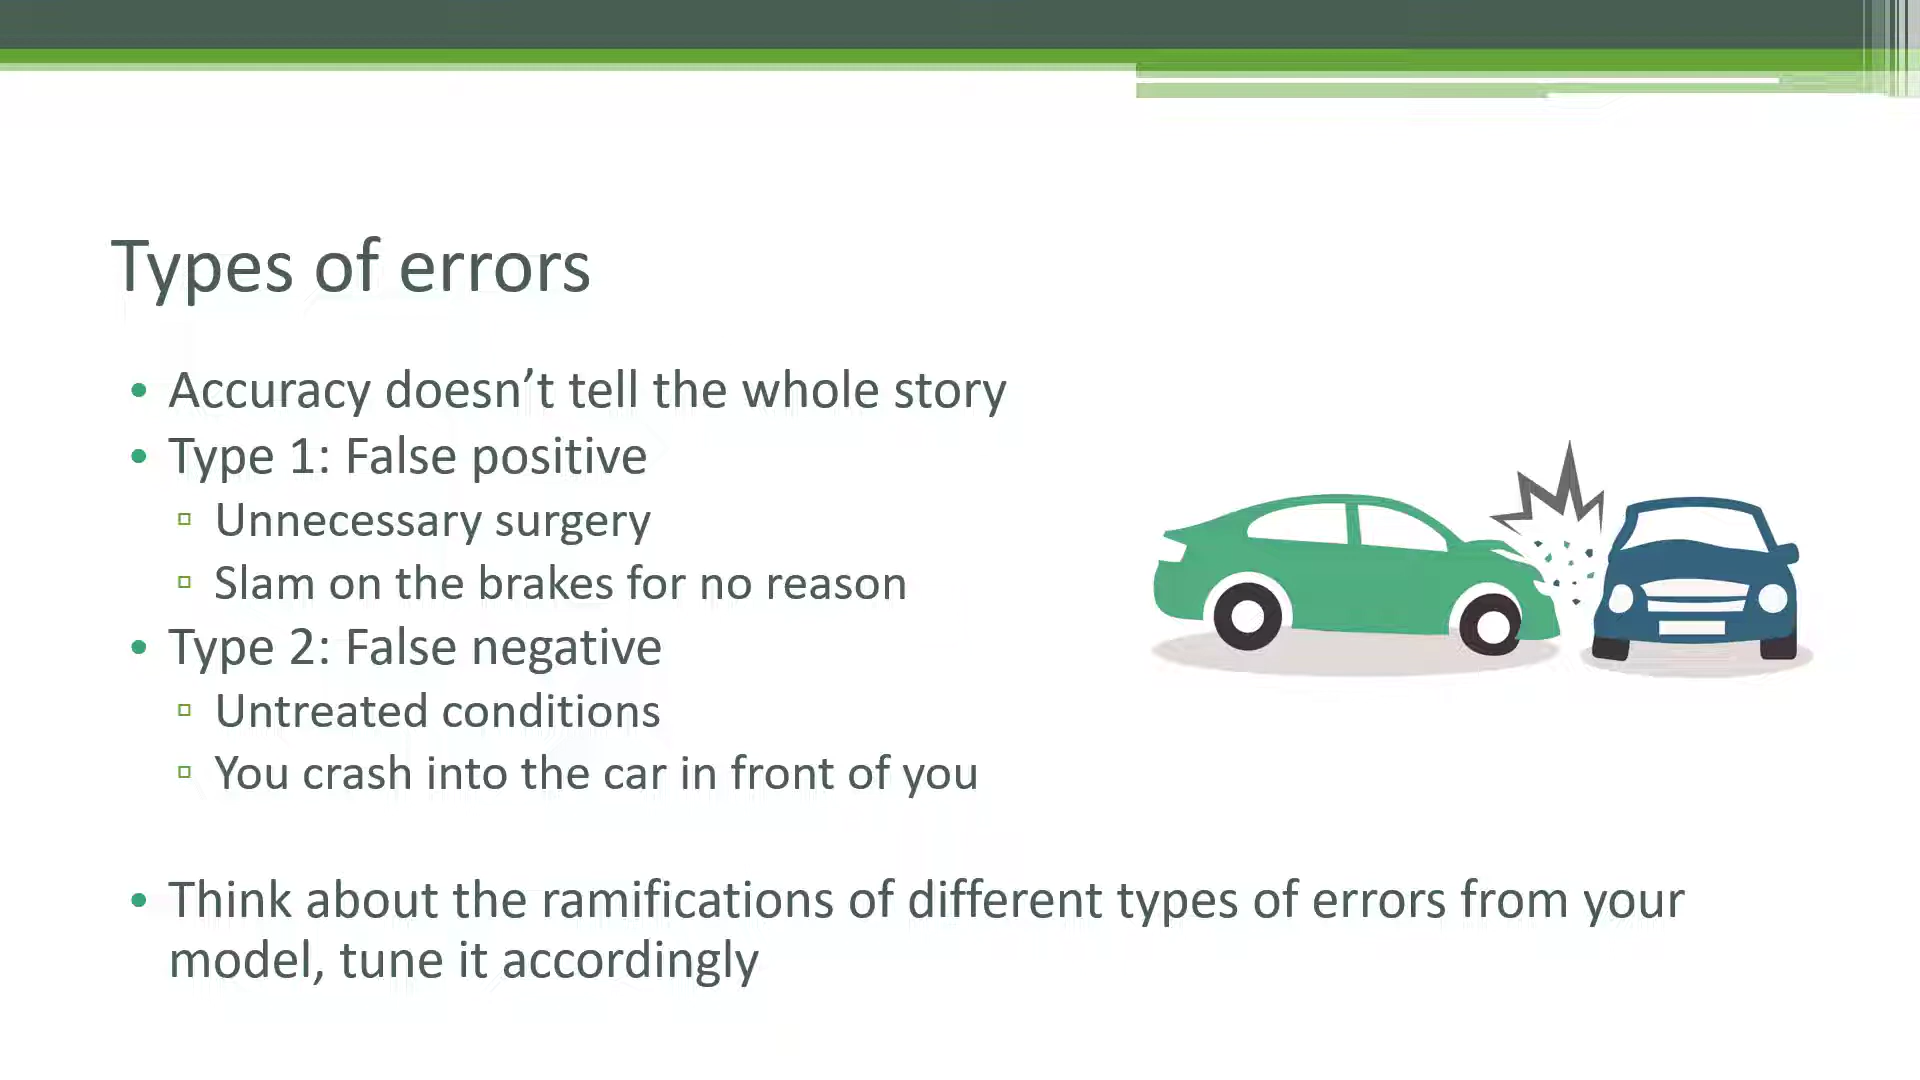 Types of errors
• Accuracy doesn’t tell the whole story
• Type 1: False positive
▫ Unnecessary surgery
▫ Slam on the brakes for no reason
• Type 2: False negative
▫ Untreated conditions
▫ You crash into the car in front of you
• Think about the ramifications of different types of errors from your
model, tune it accordingly